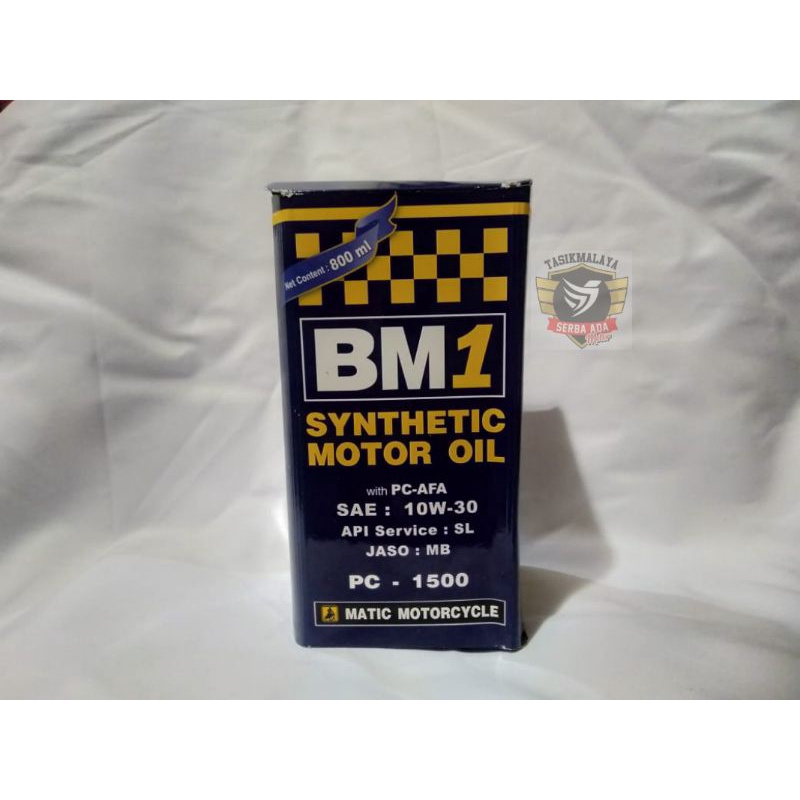 Net Content : 800 ml
BM1
SYNTHETIC
MOTOR OIL
with PC-AFA
SAE : 10W-30
API Service : SL
JASO : MB
PC - 1500
MATIC MOTORCYCLE
TASIKMALAYA
SERBA ADA
Motor